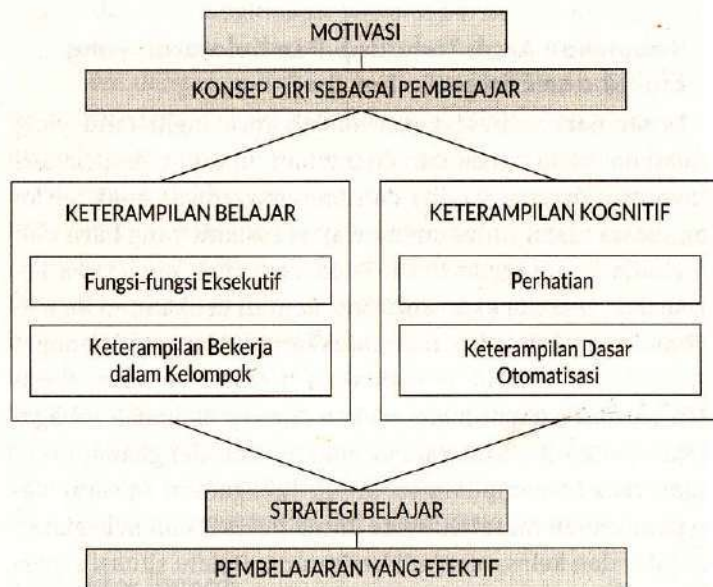 MOTIVASI
KONSEP DIRI SEBAGAI PEMBELAJAR
KETERAMPILAN BELAJAR
Fungsi-fungsi Eksekutif
Keterampilan Bekerja
dalam Kelompok
KETERAMPILAN KOGNITIF
Perhatian
Keterampilan Dasar
Otomatisasi
STRATEGI BELAJAR
PEMBELAJARAN YANG EFEKTIF